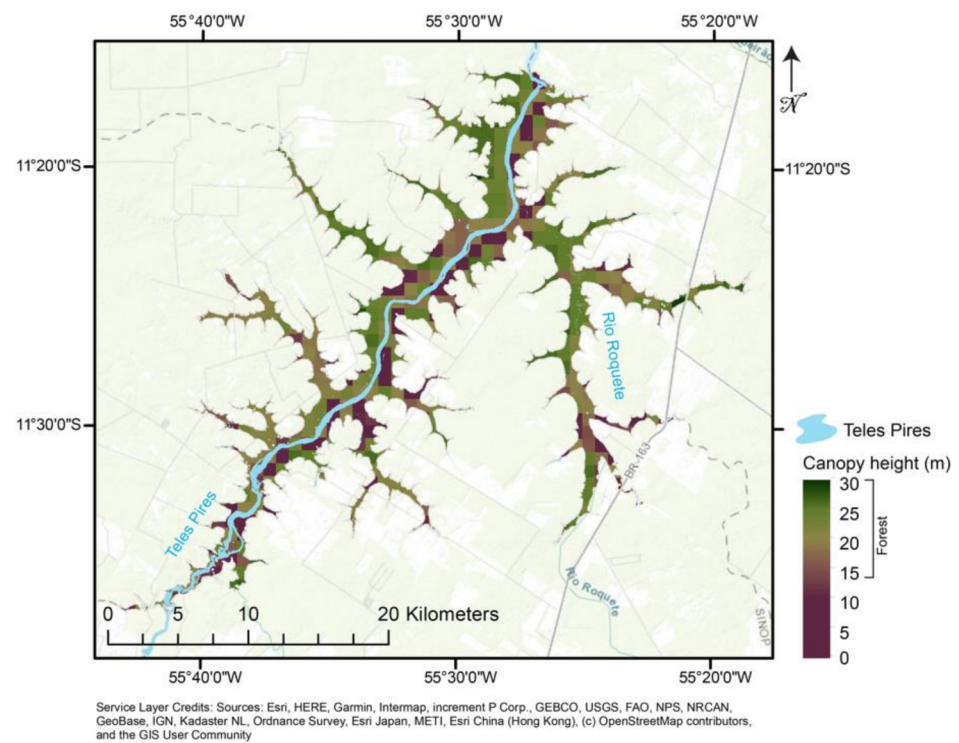 55°40'0"W 55°30'0"W 55°20'0"W
N
11°20'0"S
11°20'0"S
Rio Roquete
11°30'0"S
Teles Pires
Canopy height (m)
30
25
20
15
10
5
0
Forest
BR-163
Teles Pires
Rio Roquete
SINOP
0 5 10 20 Kilometers
55°40'0"W 55°30'0"W 55°20'0"W
Service Layer Credits: Sources: Esri, HERE, Garmin, Intermap, increment P Corp., GEBCO, USGS, FAO, NPS, NRCAN,
GeoBase, IGN, Kadaster NL, Ordnance Survey, Esri Japan, METI, Esri China (Hong Kong), (c) OpenStreetMap contributors,
and the GIS User Community